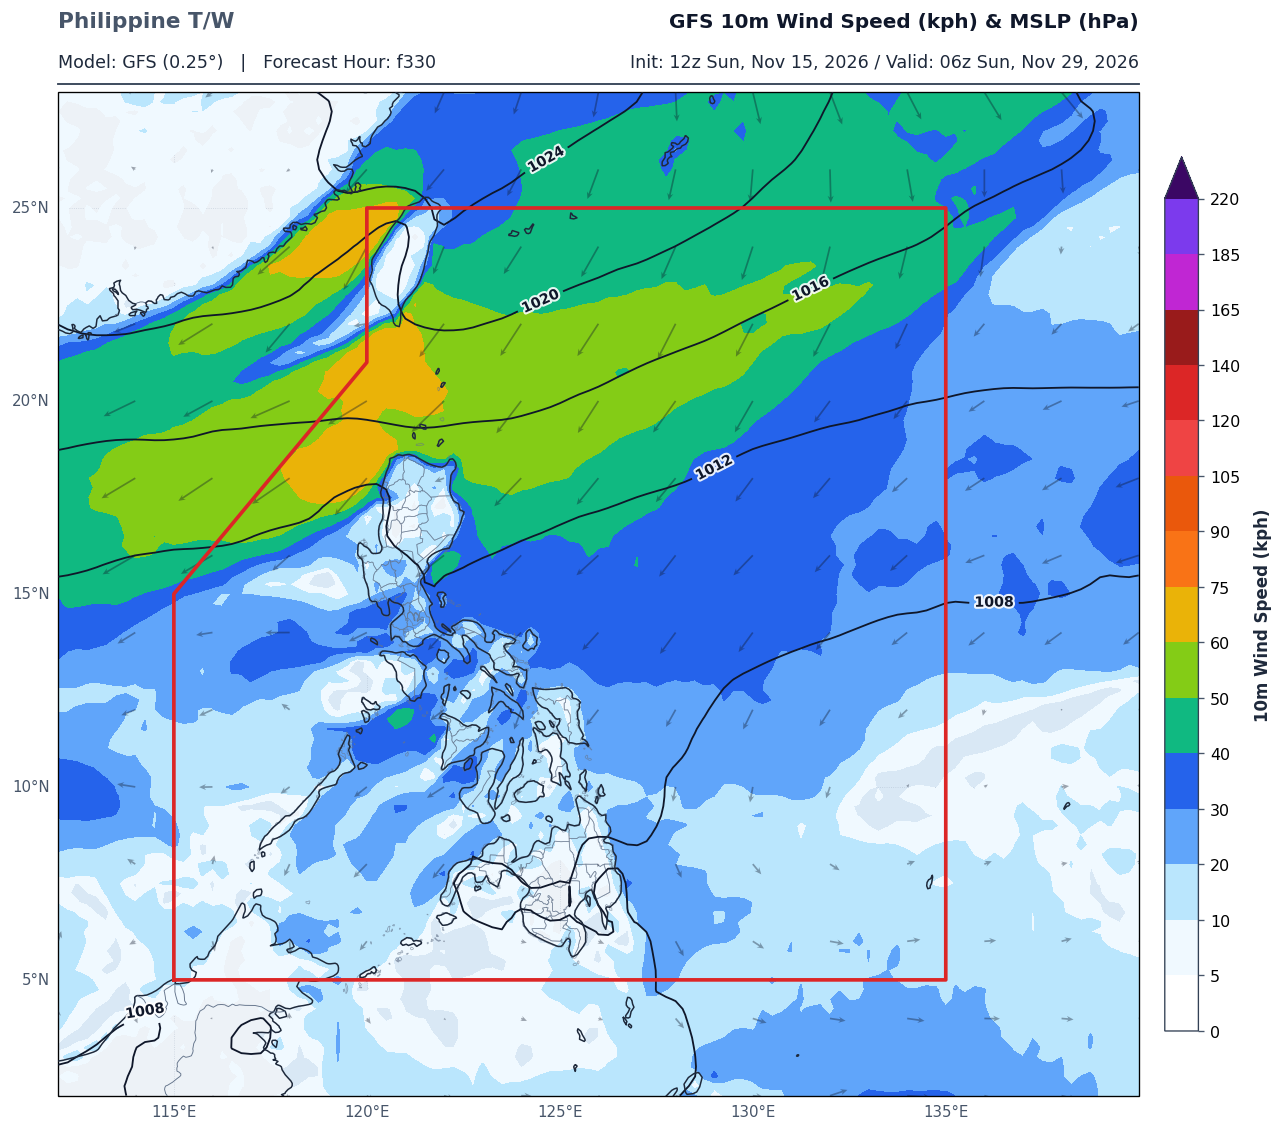 Philippine T/W
GFS 10m Wind Speed (kph) & MSLP (hPa)
Model: GFS (0.25°) | Forecast Hour: f330
Init: 12z Sun, Nov 15, 2026 / Valid: 06z Sun, Nov 29, 2026
25°N
20°N
15°N
10°N
5°N
115°E
120°E
125°E
130°E
135°E
1024
1020
1016
1012
1008
1008
220
185
165
140
120
105
90
75
60
50
40
30
20
10
5
0
10m Wind Speed (kph)